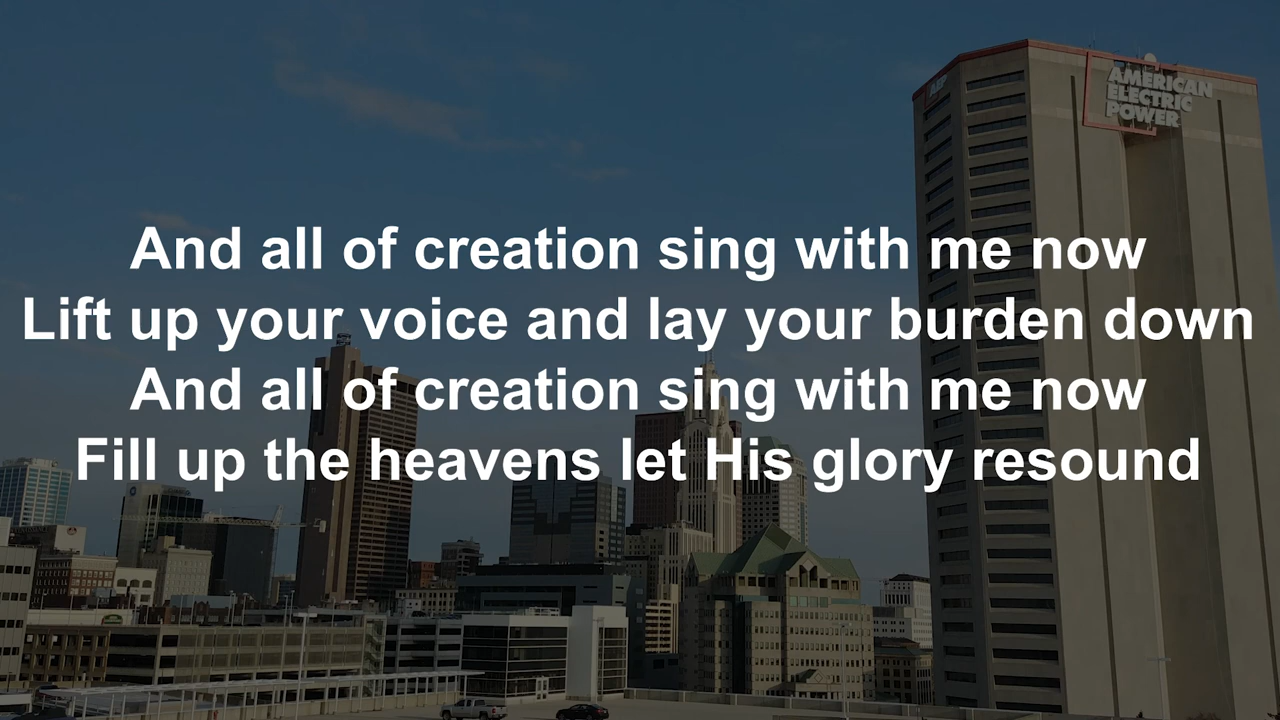 AMERICAN
ELECTRIC
POWER
AEP
And all of creation sing with me now
Lift up your voice and lay your burden down
And all of creation sing with me now
Fill up the heavens let His glory resound